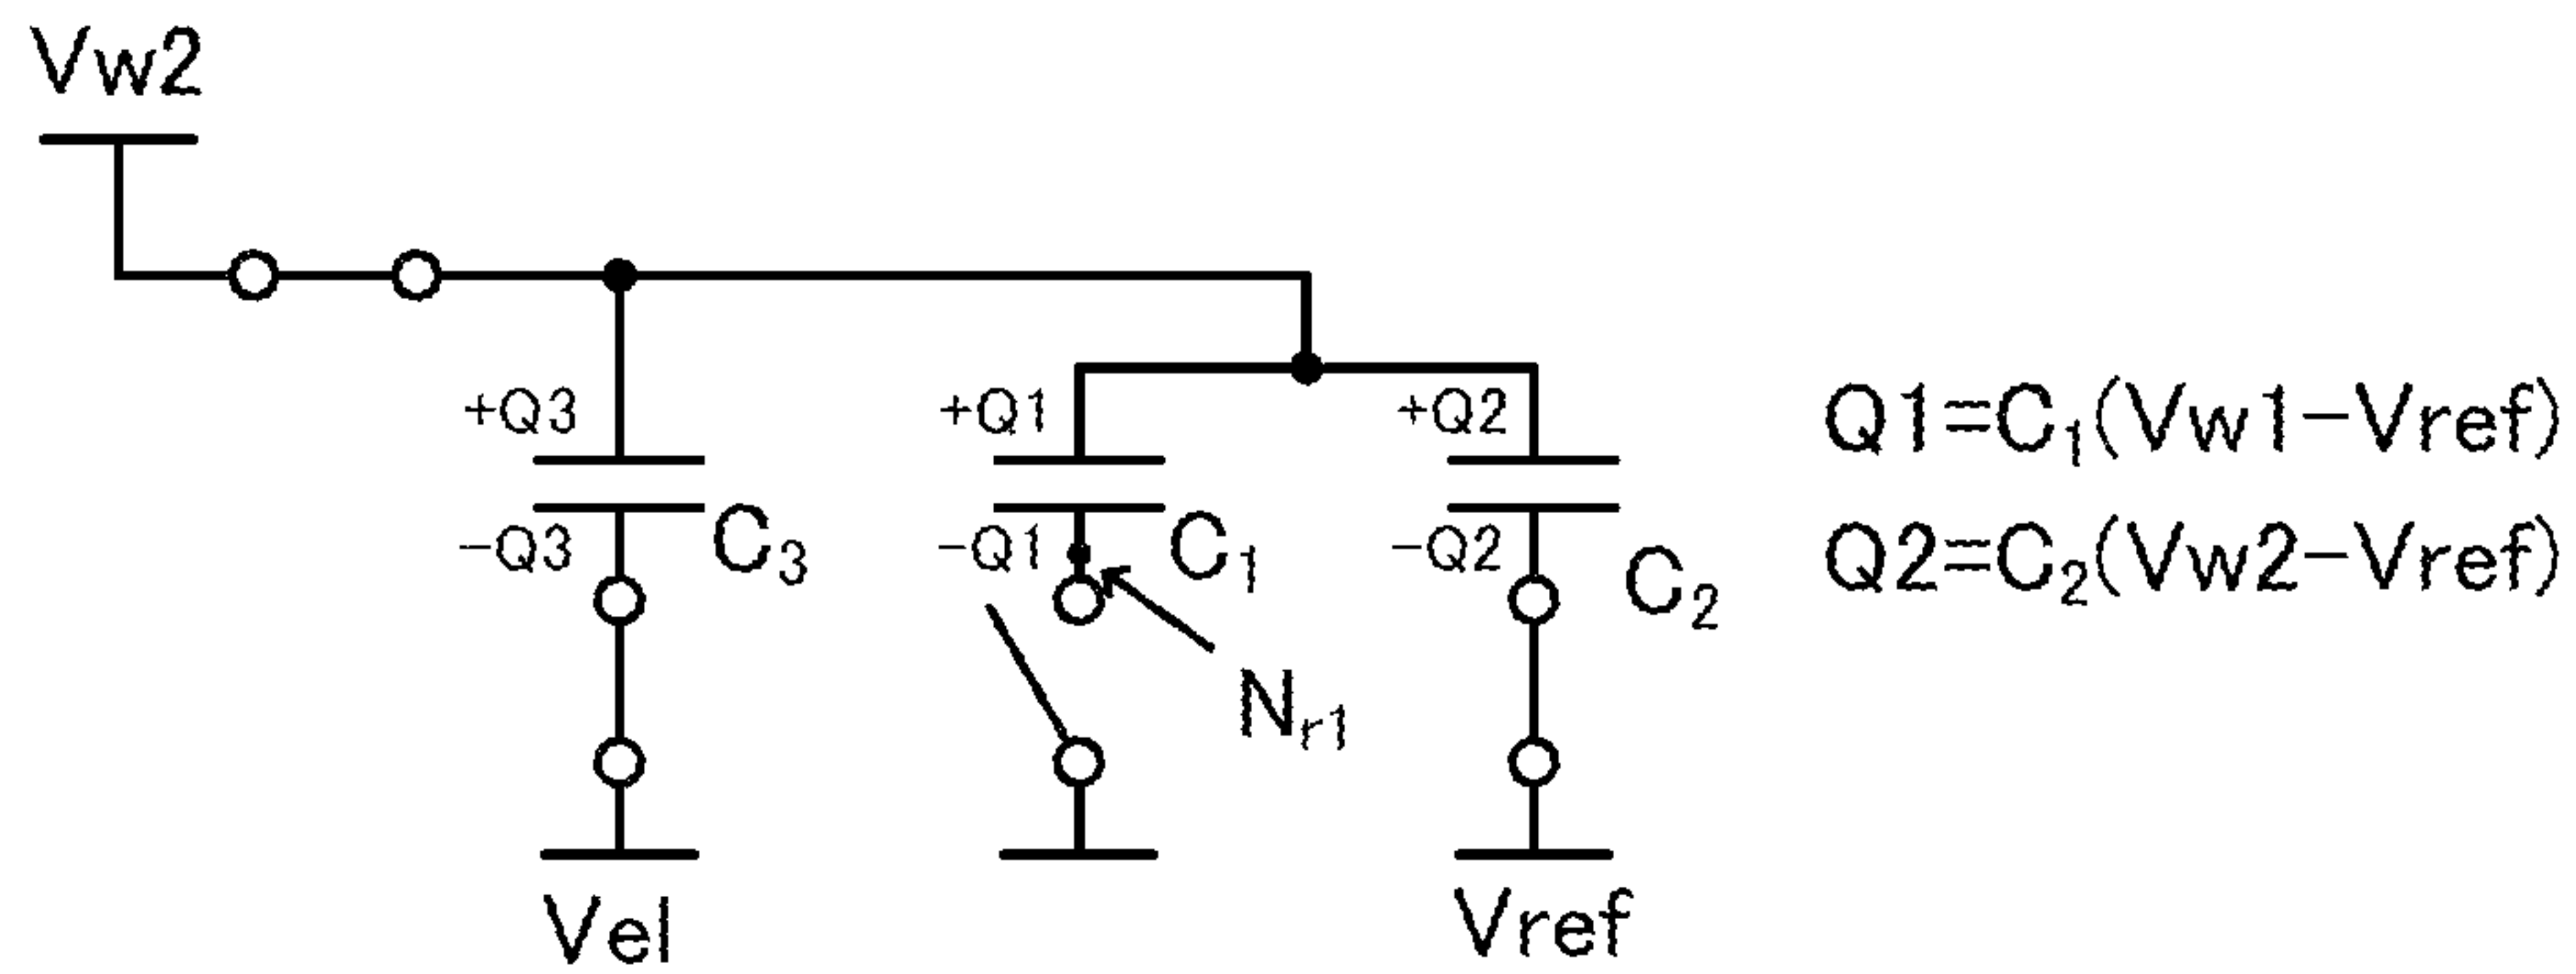 Vw2
+Q3
+Q1
+Q2
Q1=C₁(Vw1-Vref)
-Q3
C₃
-Q1
C₁
-Q2
C₂
Q2=C₂(Vw2-Vref)
Nr1
Vel
Vref